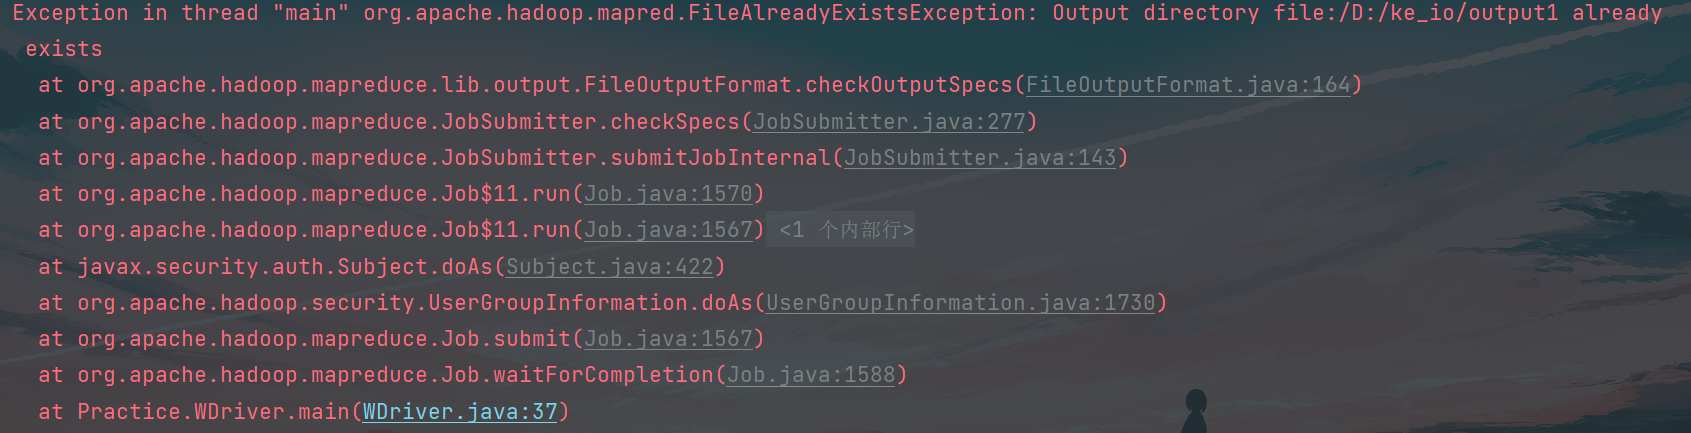 Exception in thread "main" org.apache.hadoop.mapred.FileAlreadyExistsException: Output directory file:/D:/ke_io/output1 already
exists
at org.apache.hadoop.mapreduce.lib.output.FileOutputFormat.checkOutputSpecs(FileOutputFormat.java:164)
at org.apache.hadoop.mapreduce.JobSubmitter.checkSpecs(JobSubmitter.java:277)
at org.apache.hadoop.mapreduce.JobSubmitter.submitJobInternal(JobSubmitter.java:143)
at org.apache.hadoop.mapreduce.Job$11.run(Job.java:1570)
at org.apache.hadoop.mapreduce.Job$11.run(Job.java:1567) <1 个内部行>
at javax.security.auth.Subject.doAs(Subject.java:422)
at org.apache.hadoop.security.UserGroupInformation.doAs(UserGroupInformation.java:1730)
at org.apache.hadoop.mapreduce.Job.submit(Job.java:1567)
at org.apache.hadoop.mapreduce.Job.waitForCompletion(Job.java:1588)
at Practice.WDriver.main(WDriver.java:37)